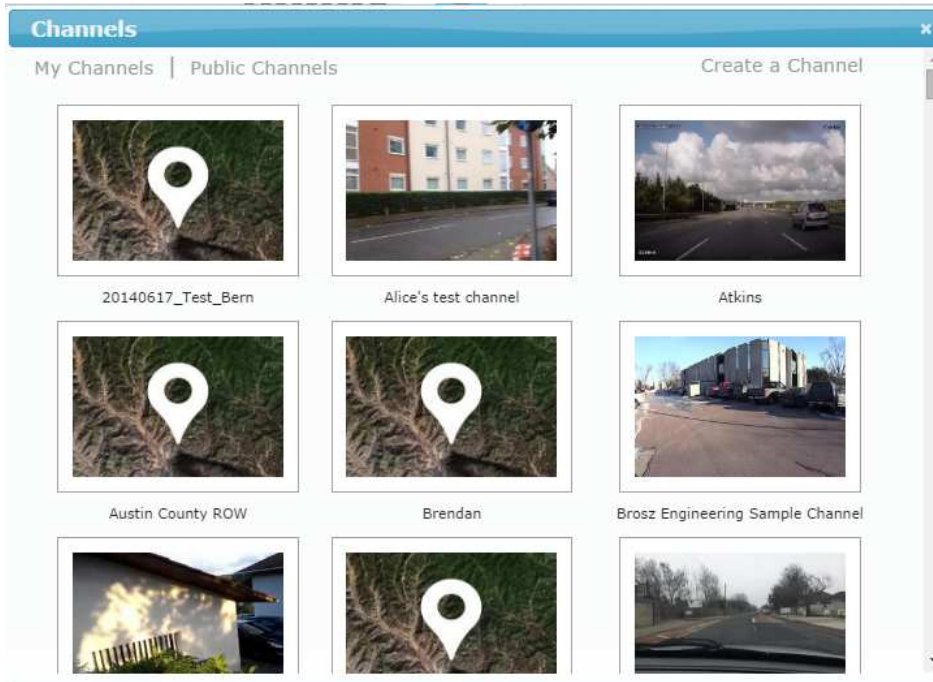 Channels
×
My Channels | Public Channels
Create a Channel
20140617_Test_Bern
Alice's test channel
Atkins
Austin County ROW
Brendan
Brosz Engineering Sample Channel